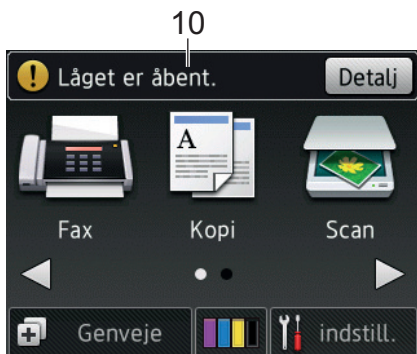 10
Låget er åbent. Detalj
A
Fax Kopi Scan
Genveje indstill.